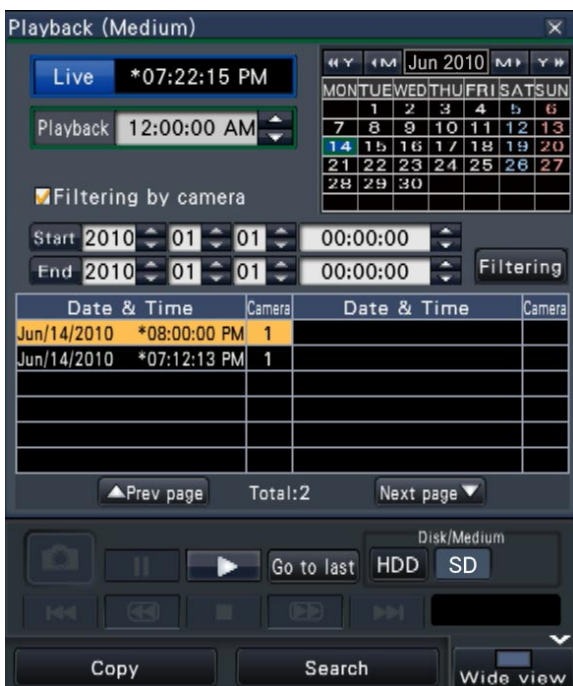 Playback (Medium)
Live *07:22:15 PM
Y M Jun 2010 M Y
Playback 12:00:00 AM
MON TUE WED THU FRI SAT SUN
1 2 3 4 5 6
7 8 9 10 11 12 13
14 15 16 17 18 19 20
21 22 23 24 25 26 27
28 29 30
Filtering by camera
Start 2010 01 01 00:00:00
End 2010 01 01 00:00:00
Filtering
Date & Time Camera Date & Time Camera
Jun/14/2010 *08:00:00 PM 1
Jun/14/2010 *07:12:13 PM 1
Prev page Total:2 Next page
Disk/Medium
Go to last HDD SD
Copy Search Wide view